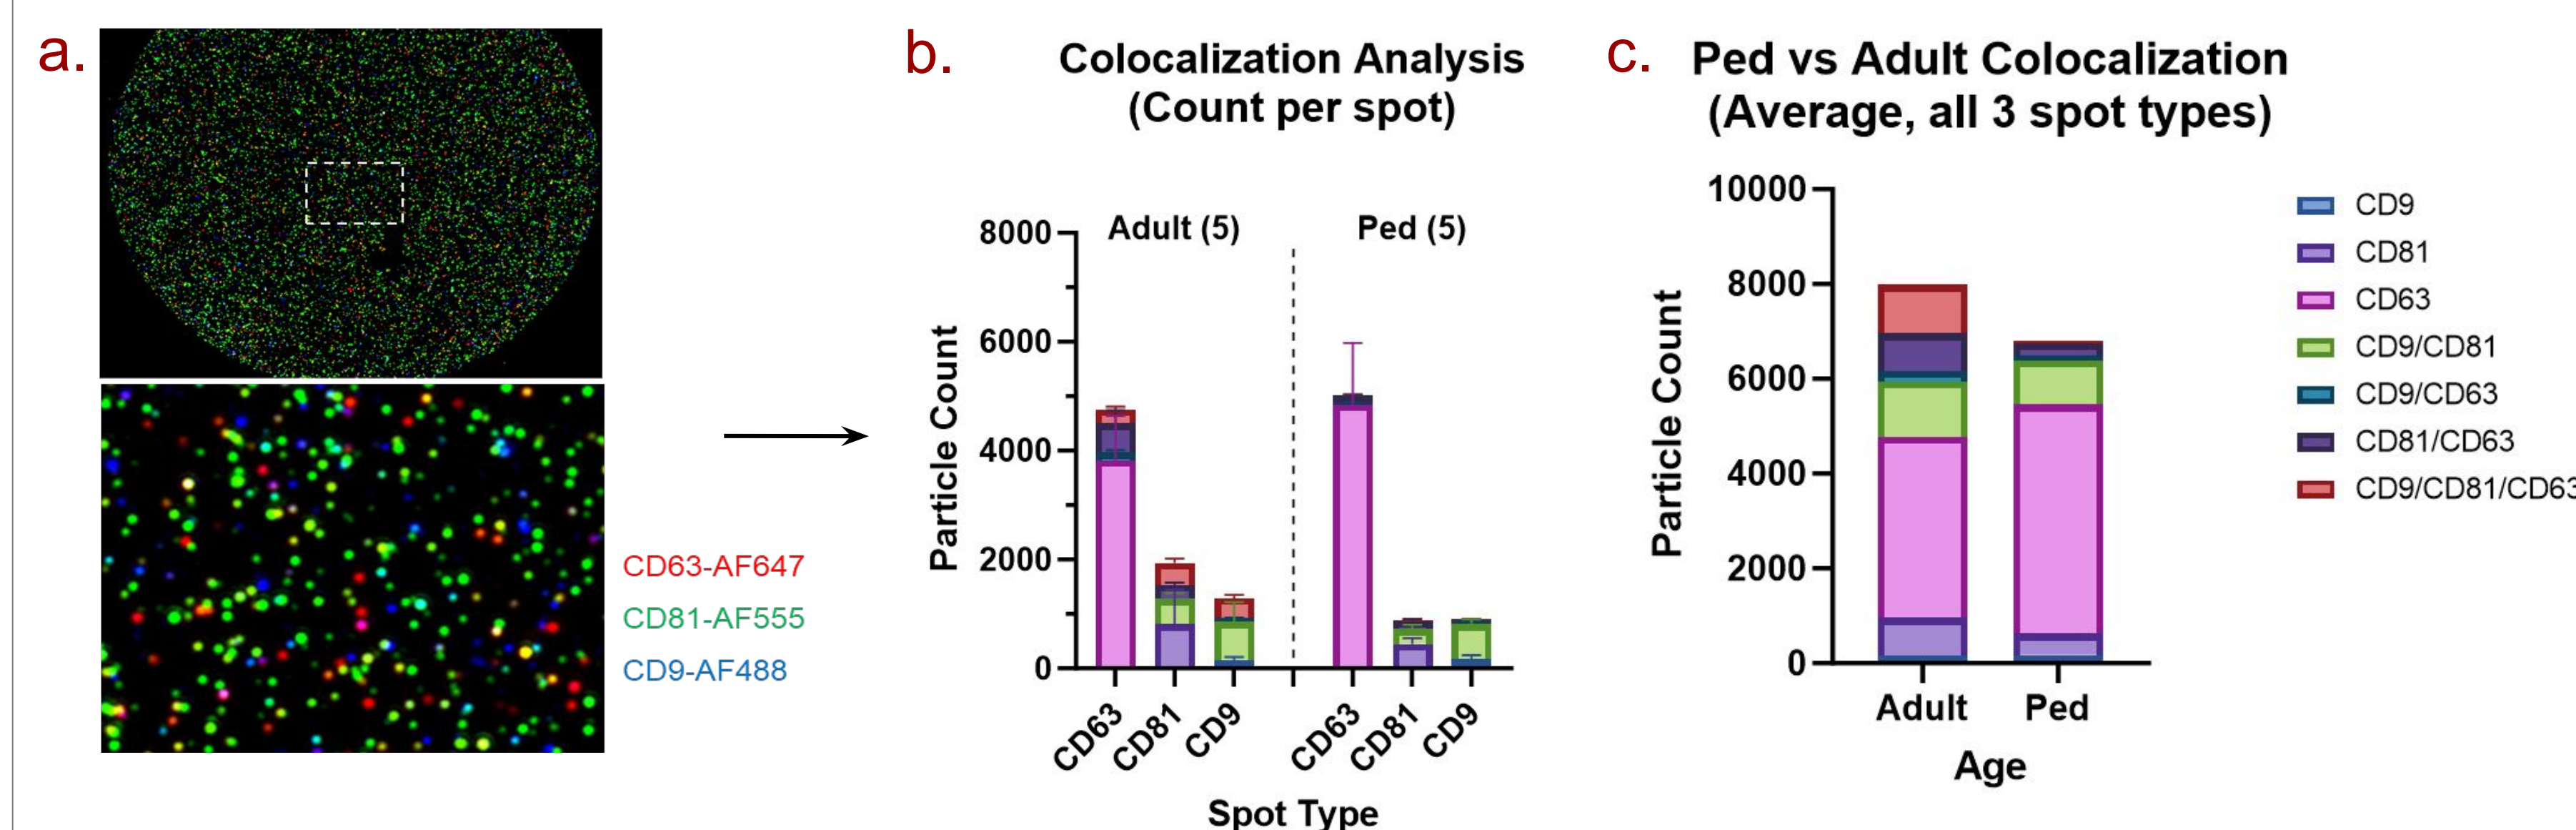 a.
CD63-AF647
CD81-AF555
CD9-AF488
b.
Colocalization Analysis
(Count per spot)
Adult (5)
Ped (5)
Particle Count
8000
6000
4000
2000
0
CD63
CD81
CD9
CD63
CD81
CD9
Spot Type
c.
Ped vs Adult Colocalization
(Average, all 3 spot types)
Particle Count
10000
8000
6000
4000
2000
0
Adult
Ped
Age
CD9
CD81
CD63
CD9/CD81
CD9/CD63
CD81/CD63
CD9/CD81/CD63